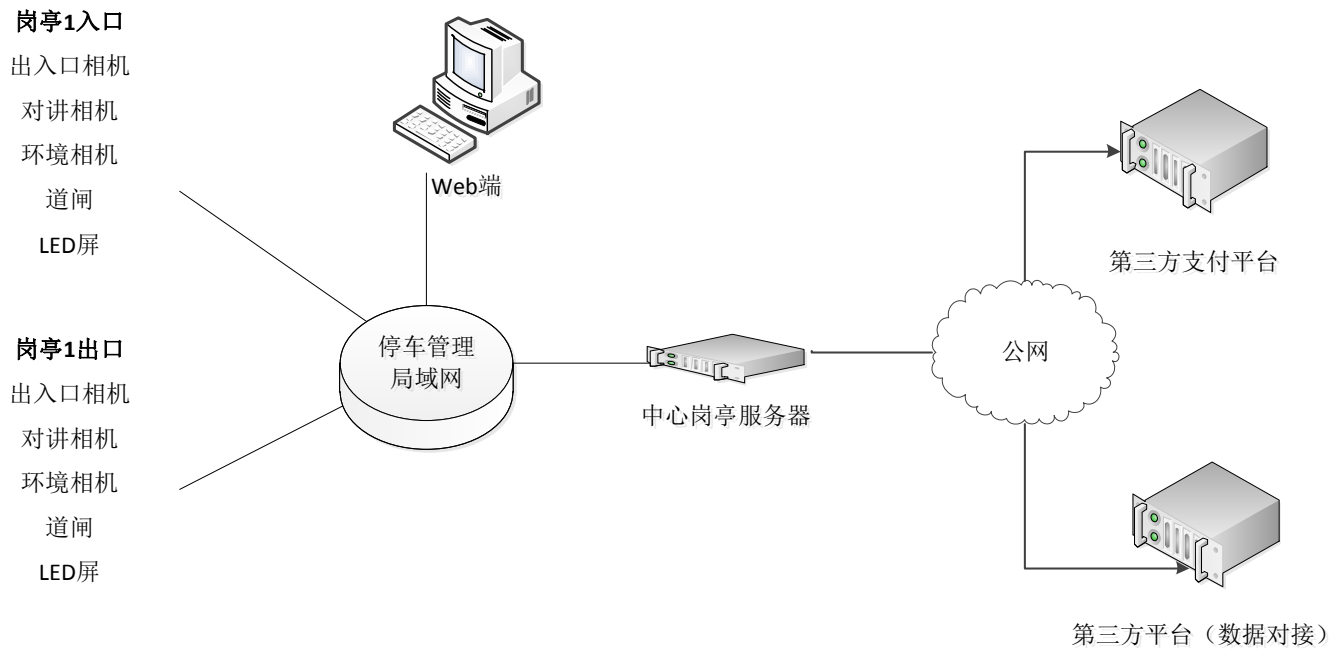 岗亭1入口
出入口相机
对讲相机
环境相机
道闸
LED屏
Web端
第三方支付平台
岗亭1出口
出入口相机
对讲相机
环境相机
道闸
LED屏
停车管理
局域网
中心岗亭服务器
公网
第三方平台（数据对接）